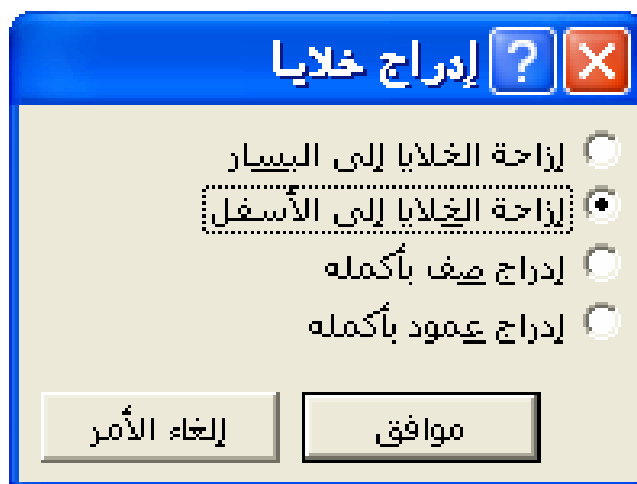 إدراج خلايا
إزاحة الخلايا إلى اليسار
إزاحة الخلايا إلى الأسفل
إدراج صف بأكمله
إدراج عمود بأكمله
موافق
إلغاء الأمر